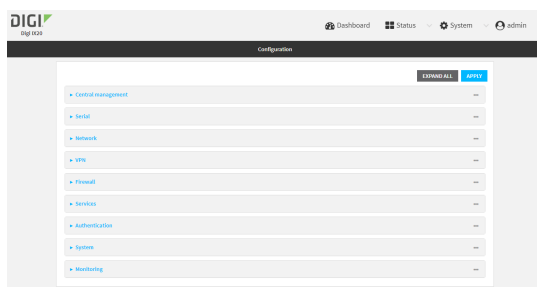 DIGI
Digi IX20
Dashboard
Status
System
admin
Configuration
EXPAND ALL
APPLY
Central management
Serial
Network
VPN
Firewall
Services
Authentication
System
Monitoring